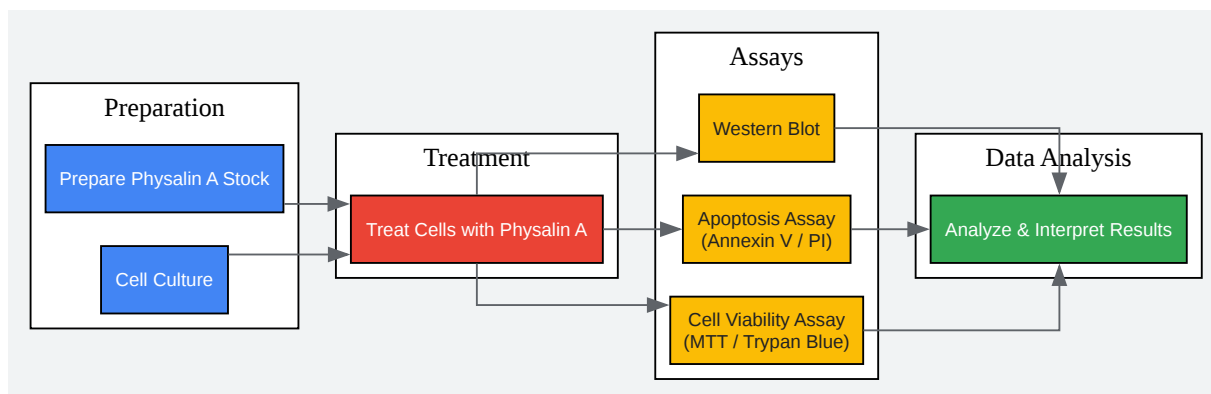 Preparation
Prepare Physalin A Stock
Cell Culture
Treatment
Treat Cells with Physalin A
Assays
Western Blot
Apoptosis Assay
(Annexin V / PI)
Cell Viability Assay
(MTT / Trypan Blue)
Data Analysis
Analyze & Interpret Results